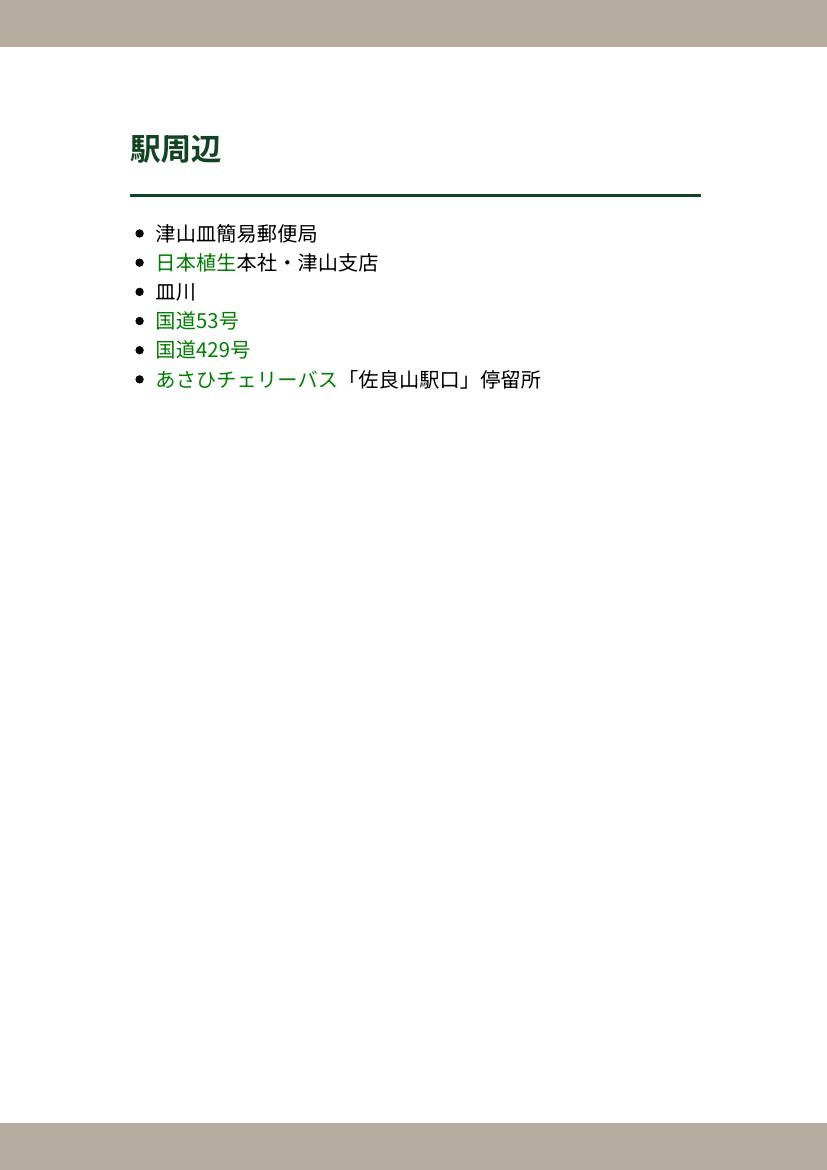 駅周辺
津山皿簡易郵便局
日本植生本社・津山支店
皿川
国道53号
国道429号
あさひチェリーバス「佐良山駅口」停留所